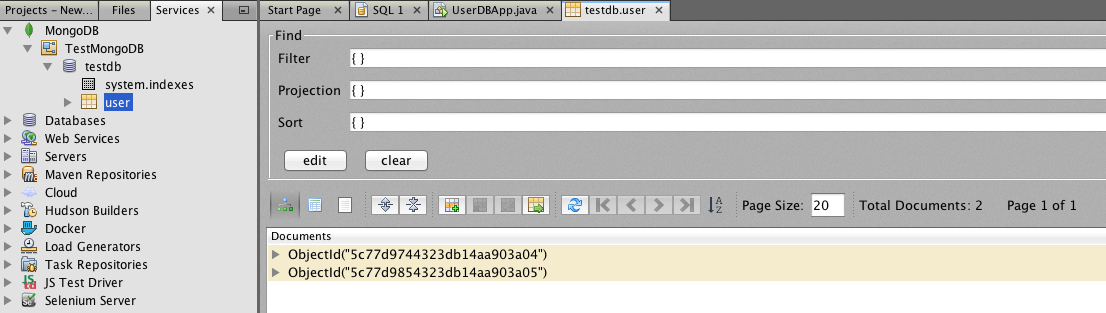 Projects – New...
Files
Services
Start Page
SQL 1
UserDBApp.java
testdb.user
MongoDB
TestMongoDB
testdb
system.indexes
user
Databases
Web Services
Servers
Maven Repositories
Cloud
Hudson Builders
Docker
Load Generators
Task Repositories
JS Test Driver
Selenium Server
Find
Filter { }
Projection { }
Sort { }
edit
clear
A
Z
Page Size: 20
Total Documents: 2
Page 1 of 1
Documents
ObjectId("5c77d9744323db14aa903a04")
ObjectId("5c77d9854323db14aa903a05")